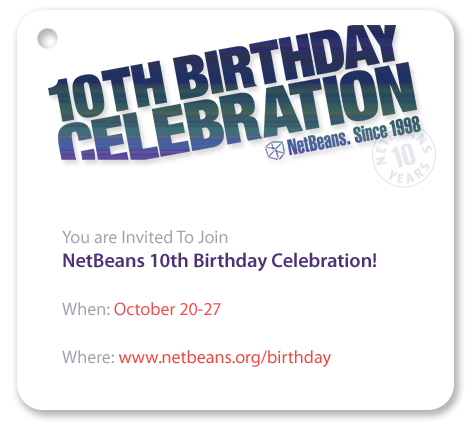 10TH BIRTHDAY
CELEBRATION
NetBeans. Since 1998
NETBEANS
10
YEARS
You are Invited To Join
NetBeans 10th Birthday Celebration!
When: October 20-27
Where: www.netbeans.org/birthday